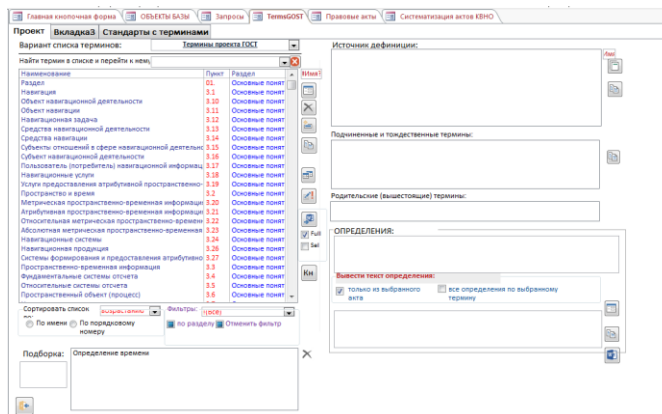 Главная кнопочная форма ОБЪЕКТЫ БАЗЫ Запросы TermsGOST Правовые акты Систематизация актов КВНО
Проект Вкладка3 Стандарты с терминами
Вариант списка терминов: Термины проекта ГОСТ
Найти термин в списке и перейти к нему
Наименование Пункт Раздел
Раздел 01. Основные понят
Навигация 3.1 Основные понят
Объект навигационной деятельности 3.10 Основные понят
Объект навигации 3.11 Основные понят
Навигационная задача 3.12 Основные понят
Средства навигационной деятельности 3.13 Основные понят
Средства навигации 3.14 Основные понят
Субъекты отношений в сфере навигационной деятельнс 3.15 Основные понят
Субъект навигационной деятельности 3.16 Основные понят
Пользователь (потребитель) навигационной информац 3.17 Основные понят
Навигационные услуги 3.18 Основные понят
Услуги предоставления атрибутивной пространственно- 3.19 Основные понят
Пространство и время 3.2 Основные понят
Метрическая пространственно-временная информаци 3.20 Основные понят
Атрибутивная пространственно-временная информаци 3.21 Основные понят
Относительная метрическая пространственно-времен 3.22 Основные понят
Абсолютная метрическая пространственно-временная 3.23 Основные понят
Навигационные системы 3.24 Основные понят
Навигационная продукция 3.26 Основные понят
Системы формирования и предоставления атрибутивно 3.27 Основные понят
Пространственно-временная информация 3.3 Основные понят
Фундаментальные системы отсчета 3.4 Основные понят
Относительные системы отсчета 3.5 Основные понят
Пространственный объект (процесс) 3.6 Основные понят
Full
Sel
Кн
Сортировать список возрастанию Фильтры:
По имени По порядковому номеру по разделу Отменить фильтр
Подборка: Определение времени
Источник дефиниции:
Подчиненные и тождественные термины:
Родительские (вышестоящие) термины:
ОПРЕДЕЛЕНИЯ:
Вывести текст определения:
только из выбранного все определения по выбранному
акта термину